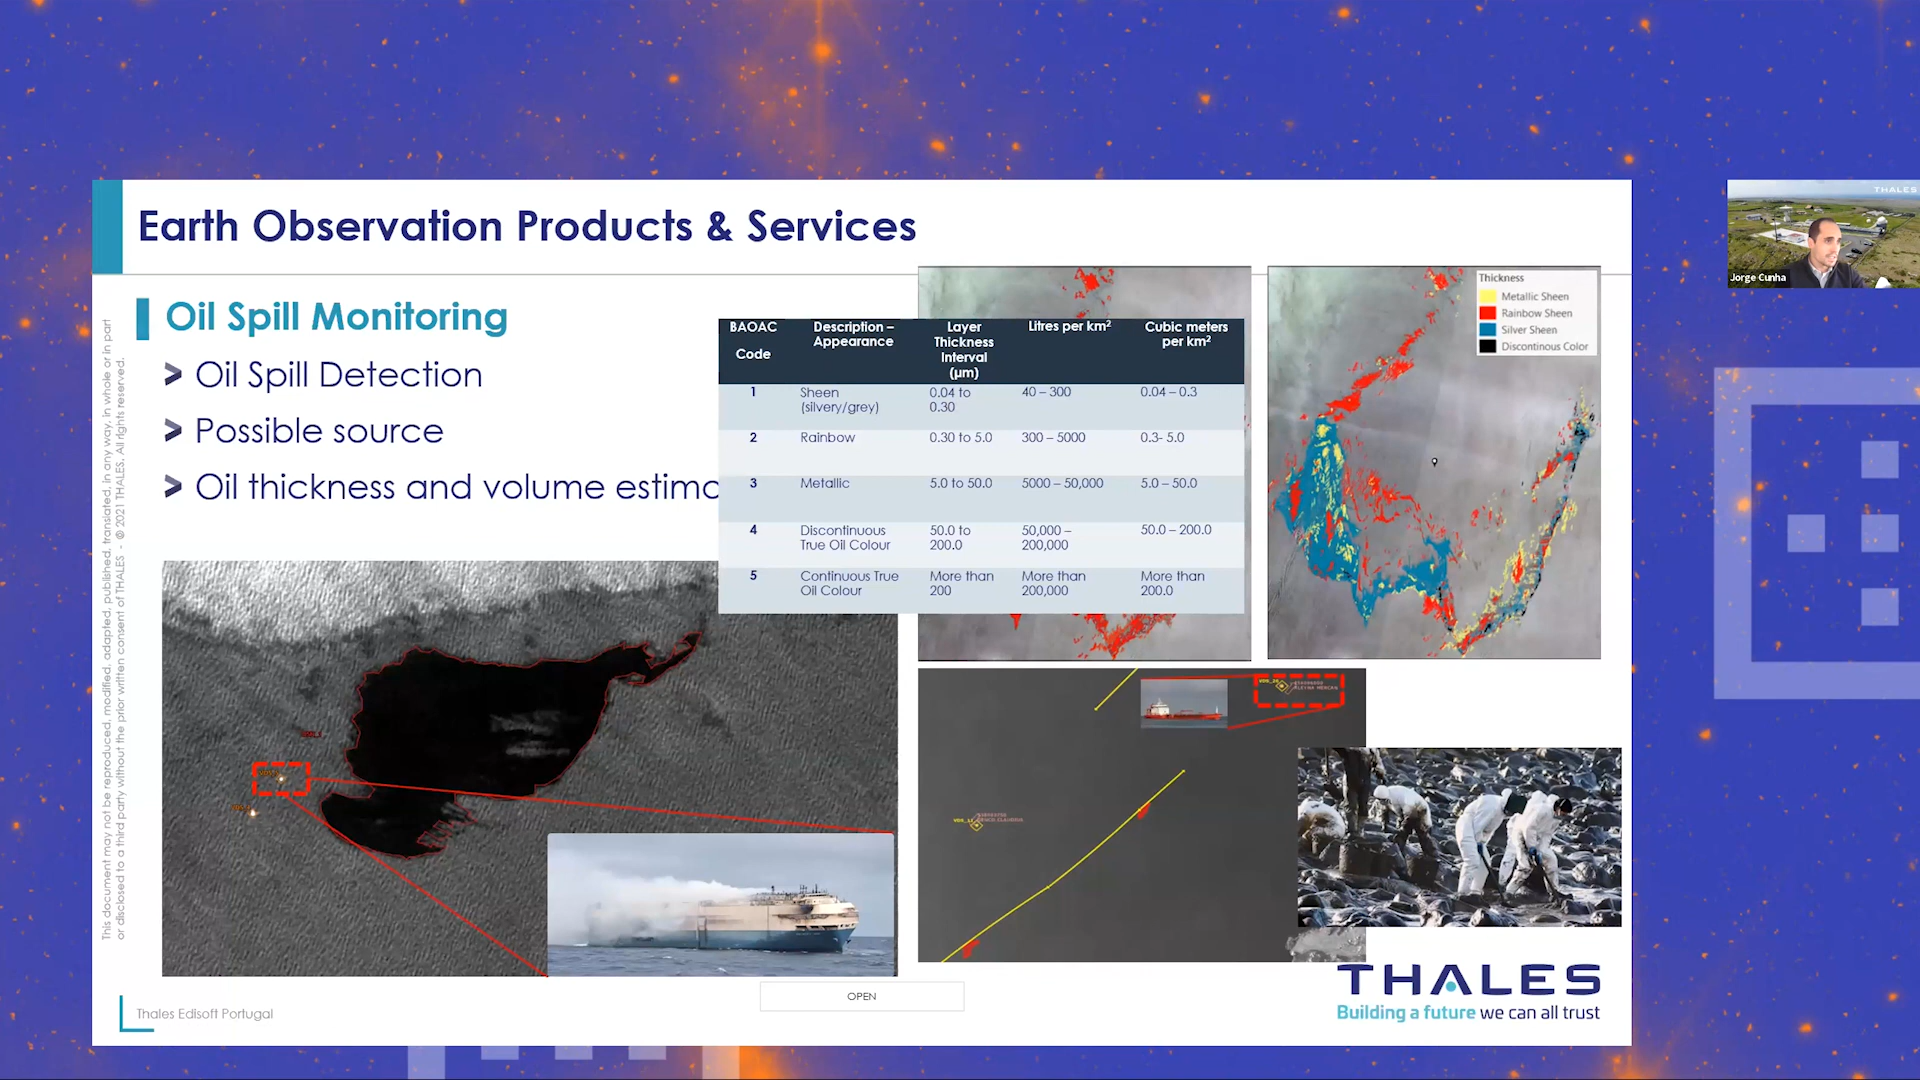 Earth Observation Products & Services
Oil Spill Monitoring
> Oil Spill Detection
> Possible source
> Oil thickness and volume
BAOAC Code
Description – Appearance
Layer Thickness Interval (µm)
Litres per km²
Cubic meters per km²
1 Sheen (silvery/grey) 0.04 to 0.30 40 – 300 0.04 – 0.3
2 Rainbow 0.30 to 5.0 300 – 5000 0.3- 5.0
3 Metallic 5.0 to 50.0 5000 – 50,000 5.0 – 50.0
4 Discontinuous True Oil Colour 50.0 to 200.0 50,000 – 200,000 50.0 – 200.0
5 Continuous True Oil Colour More than 200 More than 200,000 More than 200.0
Thickness
Metallic Sheen
Rainbow Sheen
Silver Sheen
Discontinous Color
THALES
Jorge Cunha
This document may not be reproduced, modified, adapted, published, translated, in any way, in whole or in part
or disclosed to a third party without the prior written consent of THALES - © 2021 THALES. All rights reserved.
OPEN
Thales Edisoft Portugal
THALES
Building a future we can all trust